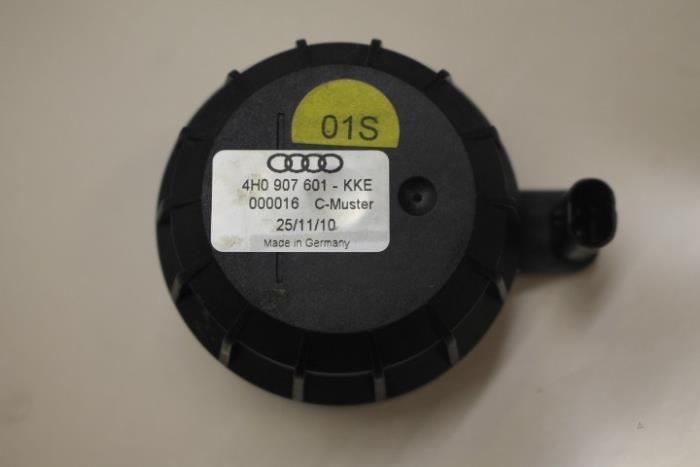 01S
4H0 907 601 - KKE
000016 C-Muster
25/11/10
Made in Germany